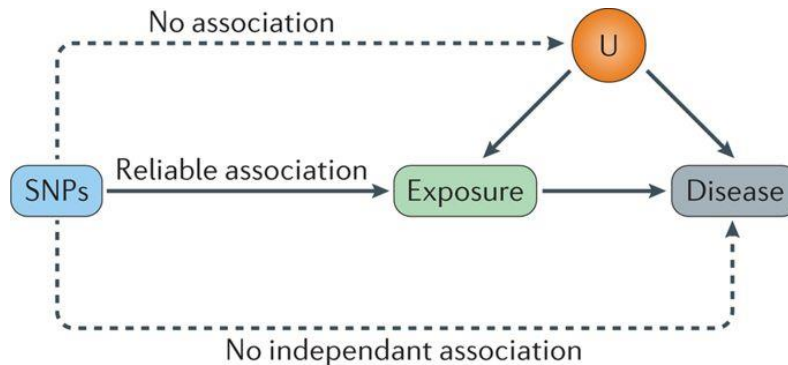 No association
U
Reliable association
SNPs
Exposure
Disease
No independant association